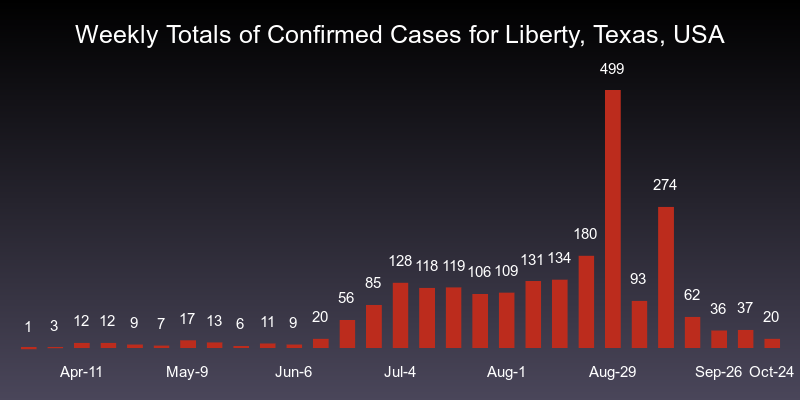 Weekly Totals of Confirmed Cases for Liberty, Texas, USA
1 3 12 12 9 7 17 13 6 11 9 20 56 85 128 118 119 106 109 131 134 180 499 93 274 62 36 37 20
Apr-11 May-9 Jun-6 Jul-4 Aug-1 Aug-29 Sep-26 Oct-24